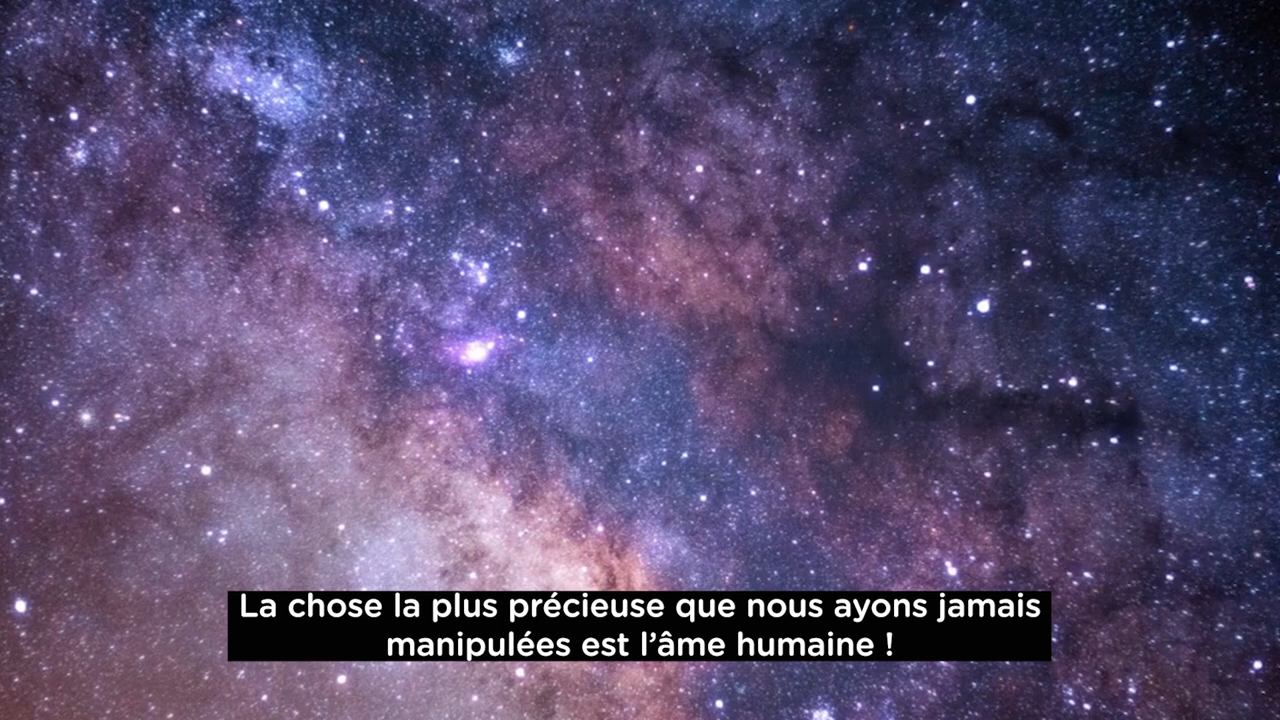 La chose la plus précieuse que nous ayons jamais
manipulées est l’âme humaine !